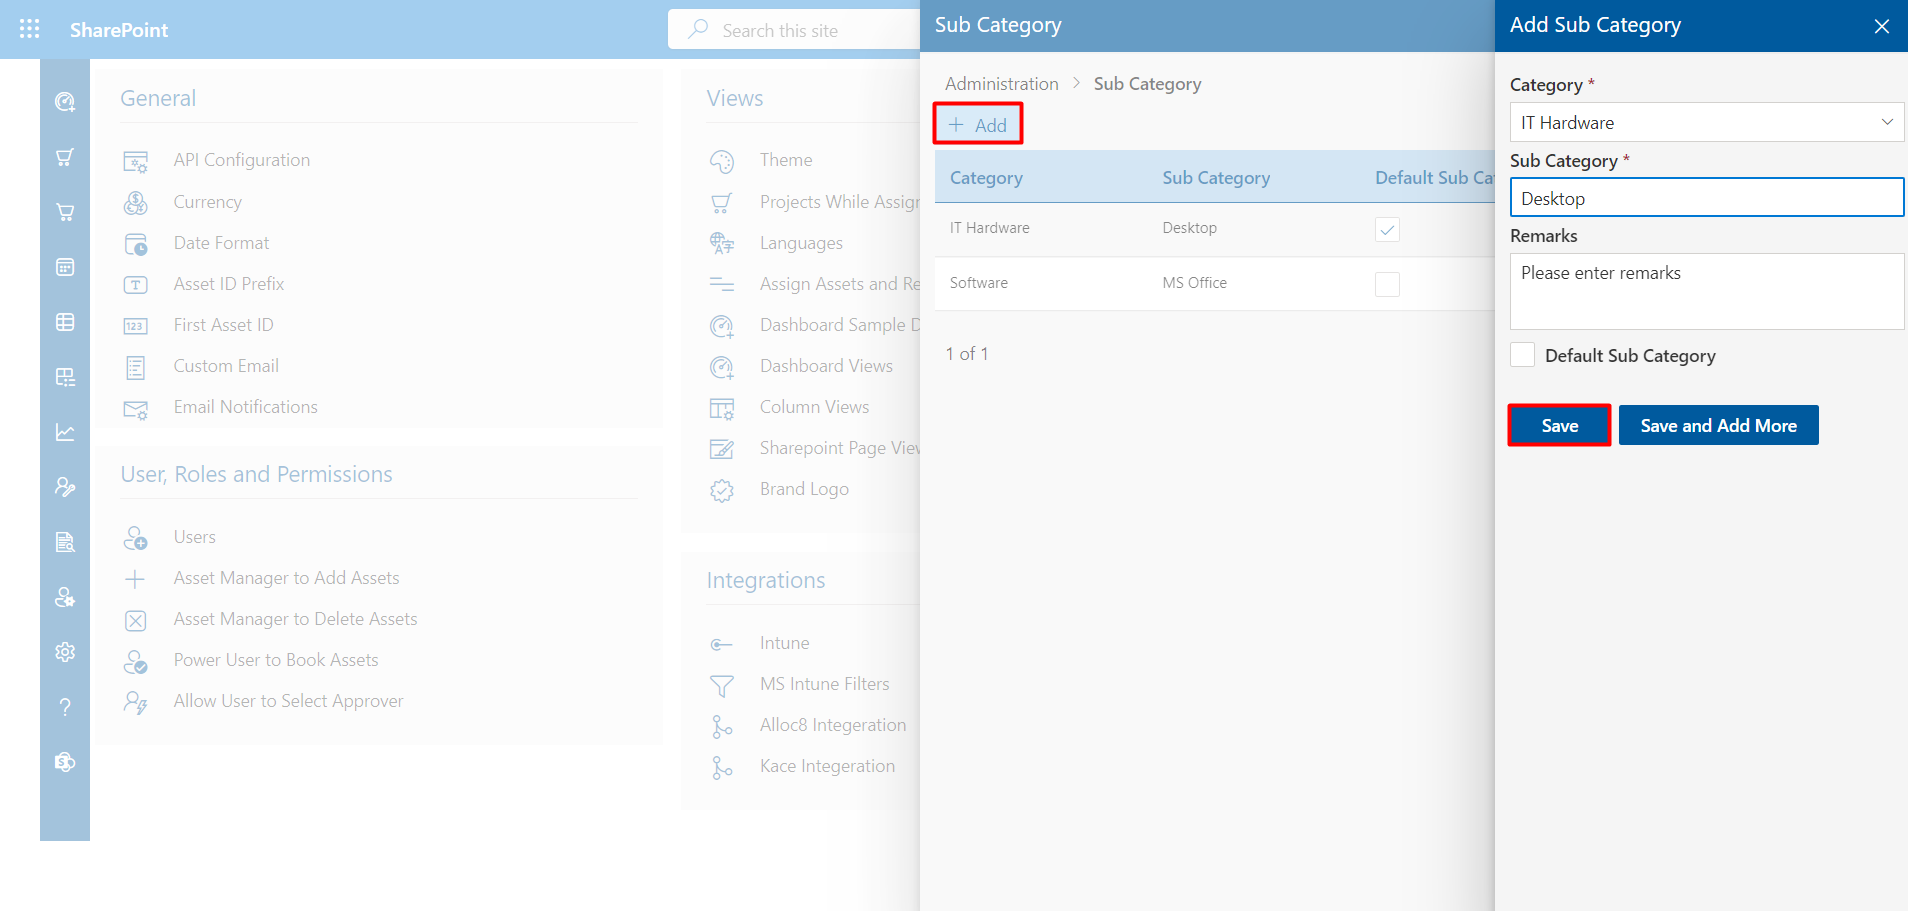 SharePoint
Search this site
General
API Configuration
Currency
Date Format
Asset ID Prefix
First Asset ID
Custom Email
Email Notifications
User, Roles and Permissions
Users
Asset Manager to Add Assets
Asset Manager to Delete Assets
Power User to Book Assets
Allow User to Select Approver
Views
Theme
Projects While Assign
Languages
Assign Assets and Re
Dashboard Sample D
Dashboard Views
Column Views
Sharepoint Page View
Brand Logo
Integrations
Intune
MS Intune Filters
Alloc8 Integeration
Kace Integeration
Sub Category
Administration > Sub Category
+ Add
Category Sub Category Default Sub Cat
IT Hardware Desktop
Software MS Office
1 of 1
Add Sub Category
Category *
IT Hardware
Sub Category *
Desktop
Remarks
Please enter remarks
Default Sub Category
Save Save and Add More